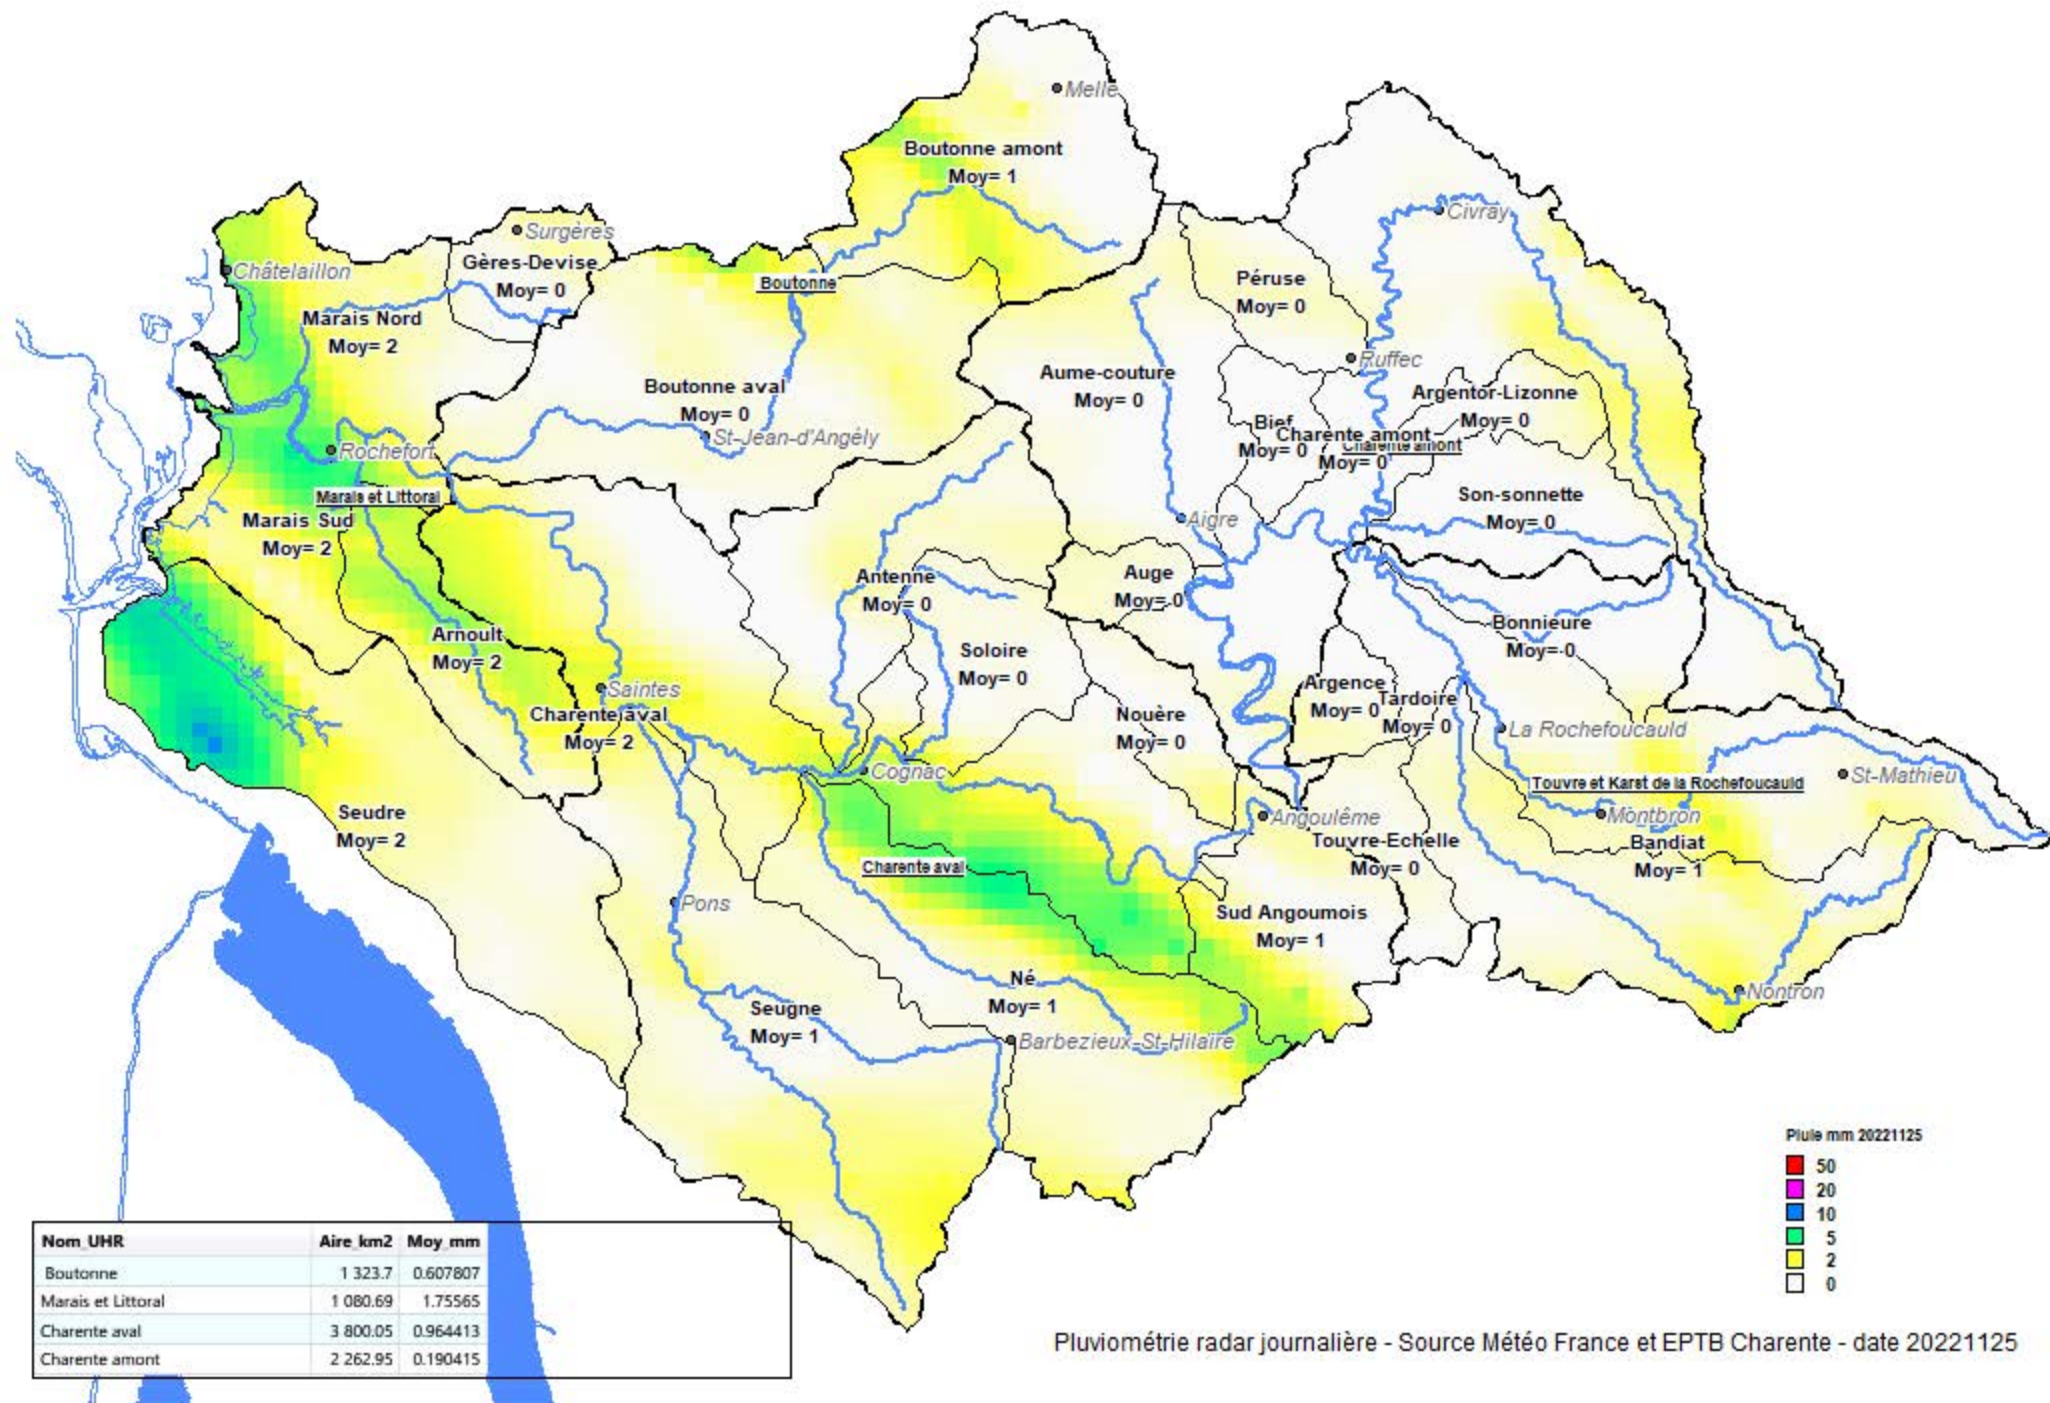 Melle
Boutonne amont
Moy= 1
Civray
Surgères
Châtelaillon
Gères-Devise
Moy= 0
Boutonne
Péruse
Moy= 0
Marais Nord
Moy= 2
Ruffec
Aume-couture
Moy= 0
Boutonne aval
Moy= 0
St-Jean-d'Angély
Argentor-Lizonne
Moy= 0
Bief
Moy= 0
Charente amont
Moy= 0
Charente amont
Rochefort
Marais et Littoral
Son-sonnette
Moy= 0
Marais Sud
Moy= 2
Aigre
Antenne
Moy= 0
Auge
Moy= 0
Bonnieure
Moy= 0
Arnoult
Moy= 2
Soloire
Moy= 0
Saintes
Charente aval
Moy= 2
Argence
Moy= 0
Tardoire
Moy= 0
Nouère
Moy= 0
La Rochefoucauld
Cognac
Touvre et Karst de la Rochefoucauld
St-Mathieu
Seudre
Moy= 2
Angoulême
Montbron
Touvre-Echelle
Moy= 0
Bandiat
Moy= 1
Charente aval
Pons
Sud Angoumois
Moy= 1
Né
Moy= 1
Nontron
Seugne
Moy= 1
Barbezieux-St-Hilaire
Pluie mm 20221125
50
20
10
5
2
0
Nom_UHR Aire_km2 Moy_mm
Boutonne 1 323.7 0.607807
Marais et Littoral 1 080.69 1.75565
Charente aval 3 800.05 0.964413
Charente amont 2 262.95 0.190415
Pluviométrie radar journalière - Source Météo France et EPTB Charente - date 20221125